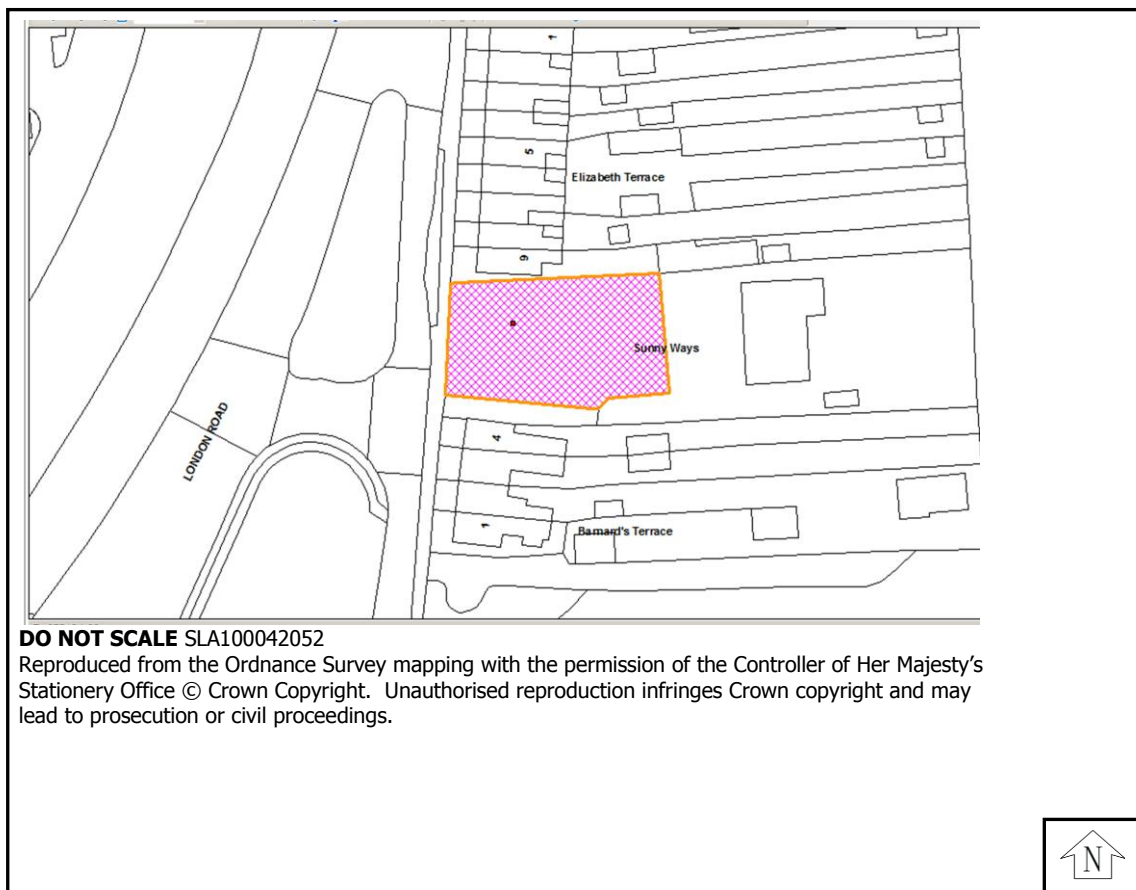 1
5
Elizabeth Terrace
9
Sunny Ways
LONDON ROAD
4
1
Barnard's Terrace
DO NOT SCALE SLA100042052
Reproduced from the Ordnance Survey mapping with the permission of the Controller of Her Majesty's
Stationery Office © Crown Copyright. Unauthorised reproduction infringes Crown copyright and may
lead to prosecution or civil proceedings.
N